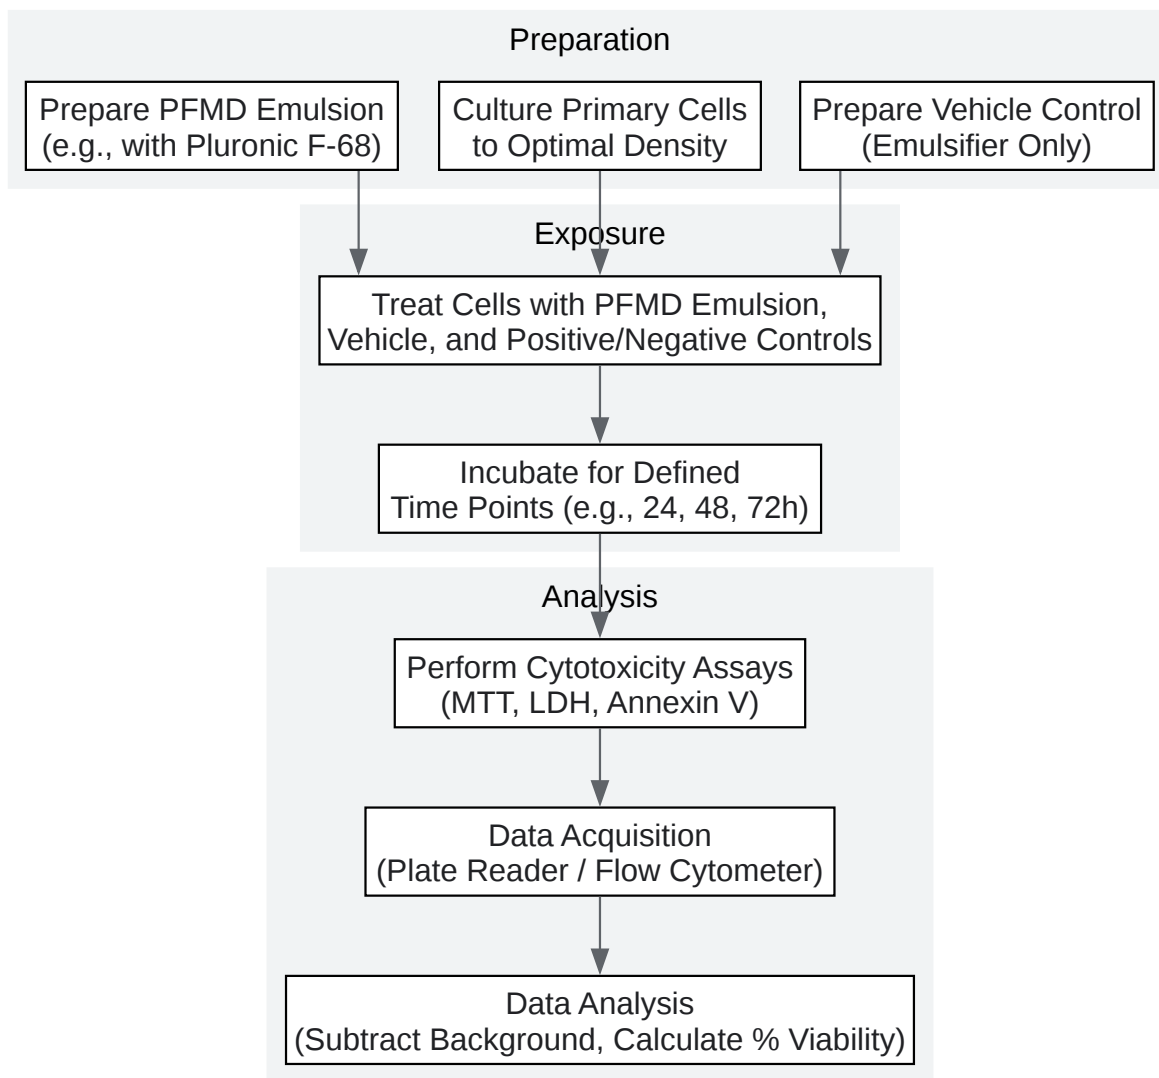 Preparation
Prepare PFMD Emulsion
(e.g., with Pluronic F-68)
Culture Primary Cells
to Optimal Density
Prepare Vehicle Control
(Emulsifier Only)
Exposure
Treat Cells with PFMD Emulsion,
Vehicle, and Positive/Negative Controls
Incubate for Defined
Time Points (e.g., 24, 48, 72h)
Analysis
Perform Cytotoxicity Assays
(MTT, LDH, Annexin V)
Data Acquisition
(Plate Reader / Flow Cytometer)
Data Analysis
(Subtract Background, Calculate % Viability)